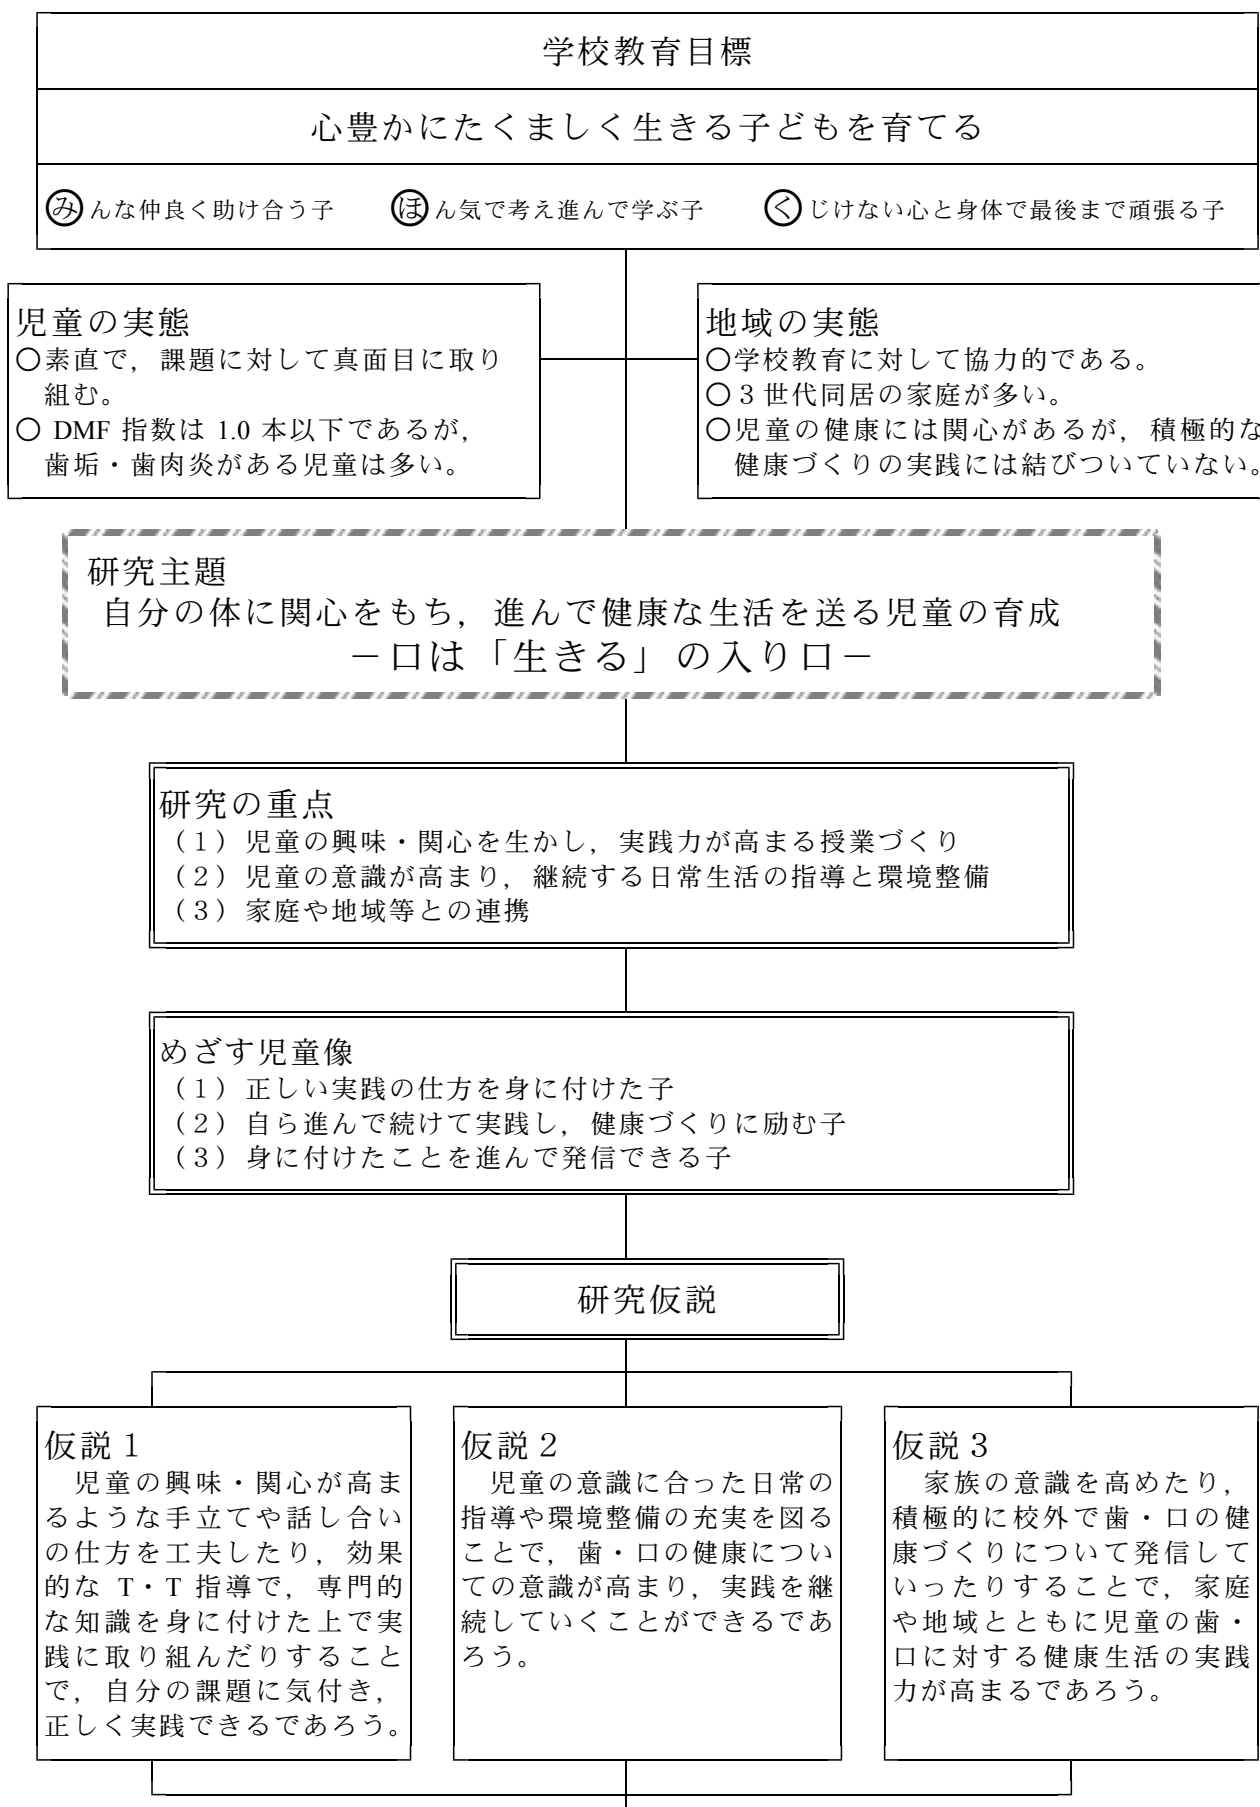 学校教育目標
心豊かにたくましく生きる子どもを育てる
みんな仲良く助け合う子　ほん気で考え進んで学ぶ子　くじけない心と身体で最後まで頑張る子
児童の実態
○素直で，課題に対して真面目に取り
組む。
○ DMF 指数は 1.0 本以下であるが，
歯垢・歯肉炎がある児童は多い。
地域の実態
○学校教育に対して協力的である。
○３世代同居の家庭が多い。
○児童の健康には関心があるが，積極的な
健康づくりの実践には結びついていない。
研究主題
自分の体に関心をもち，進んで健康な生活を送る児童の育成
－口は「生きる」の入り口－
研究の重点
（１）児童の興味・関心を生かし，実践力が高まる授業づくり
（２）児童の意識が高まり，継続する日常生活の指導と環境整備
（３）家庭や地域等との連携
めざす児童像
（１）正しい実践の仕方を身に付けた子
（２）自ら進んで続けて実践し，健康づくりに励む子
（３）身に付けたことを進んで発信できる子
研究仮説
仮説１
児童の興味・関心が高ま
るような手立てや話し合い
の仕方を工夫したり，効果
的な T・T 指導で，専門的
な知識を身に付けた上で実
践に取り組んだりすること
で，自分の課題に気付き，
正しく実践できるであろう。
仮説２
児童の意識に合った日常の
指導や環境整備の充実を図る
ことで，歯・口の健康につい
ての意識が高まり，実践を継
続していくことができるであ
ろう。
仮説３
家族の意識を高めたり，
積極的に校外で歯・口の健
康づくりについて発信して
いったりすることで，家庭
や地域とともに児童の歯・
口に対する健康生活の実践
力が高まるであろう。